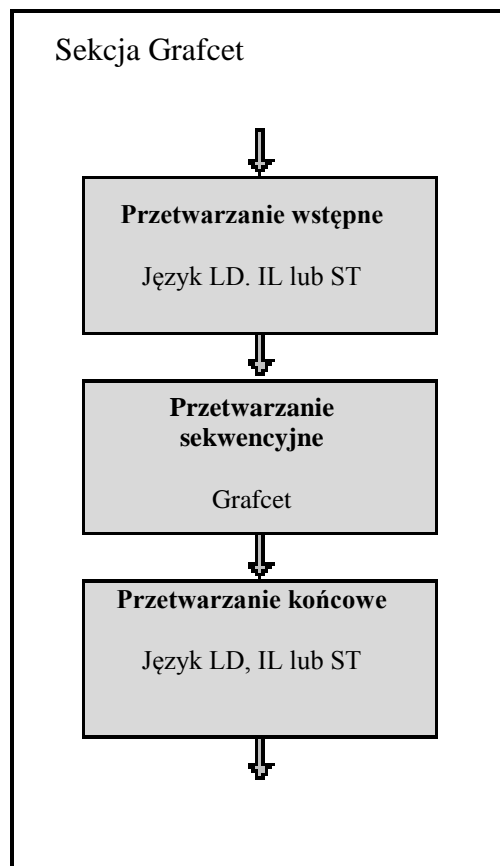 Sekcja Grafcet
Przetwarzanie wstępne
Język LD. IL lub ST
Przetwarzanie
sekwencyjne
Grafcet
Przetwarzanie końcowe
Język LD, IL lub ST